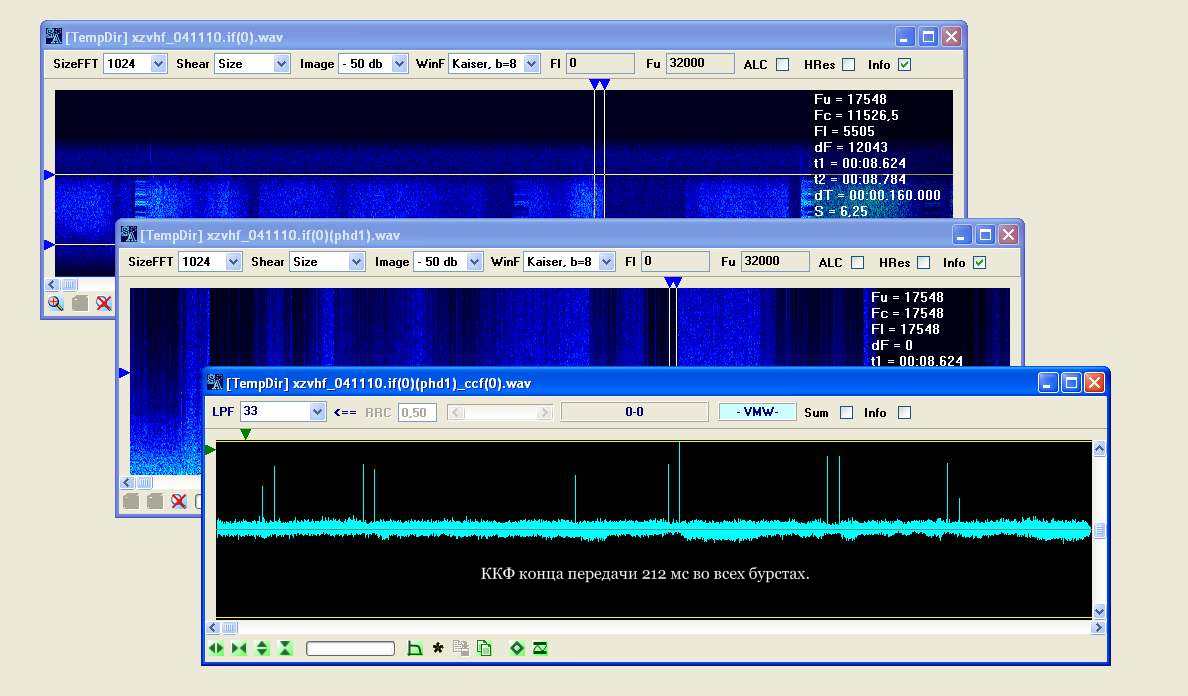 [TempDir] xzvhf_041110.if(0).wav
SizeFFT 1024 Shear Size Image - 50 db WinF Kaiser, b=8 Fl 0 Fu 32000 ALC HRes Info
Fu = 17548
Fc = 11526,5
Fl = 5505
dF = 12043
t1 = 00:08.624
t2 = 00:08.784
dT = 00:00.160.000
S = 6,25
[TempDir] xzvhf_041110.if(0)(phd1).wav
SizeFFT 1024 Shear Size Image - 50 db WinF Kaiser, b=8 Fl 0 Fu 32000 ALC HRes Info
Fu = 17548
Fc = 17548
Fl = 17548
dF = 0
t1 = 00:08.624
[TempDir] xzvhf_041110.if(0)(phd1)_ccf(0).wav
LPF 33 <== RRC 0,50 0-0 - VMW- Sum Info
ККФ конца передачи 212 мс во всех бурстах.